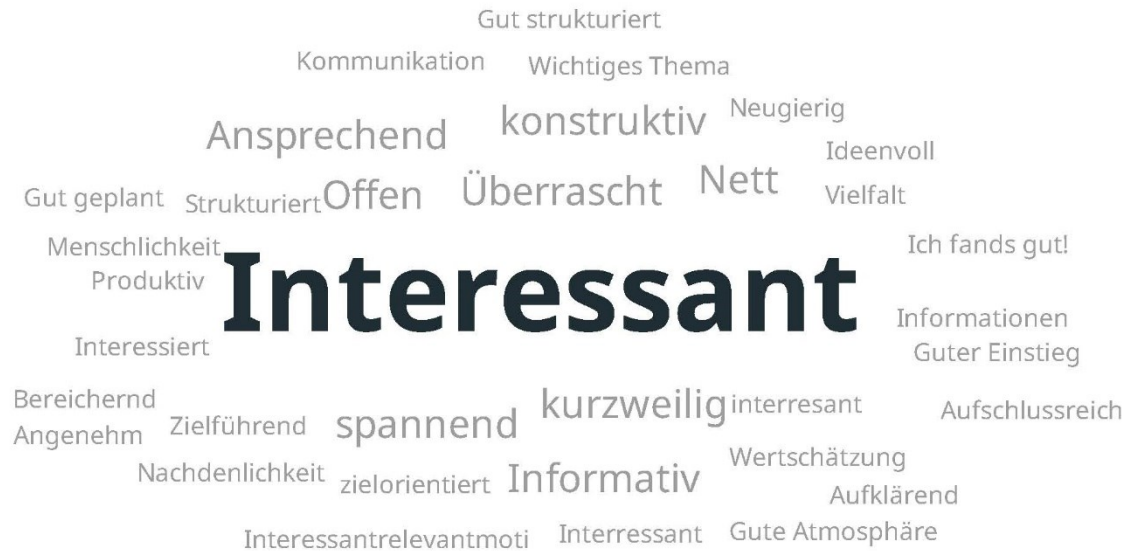 Gut strukturiert
Kommunikation Wichtiges Thema
Ansprechend konstruktiv Neugierig
Ideenvoll
Gut geplant Strukturiert Offen Überrascht Nett Vielfalt
Menschlichkeit Ich fands gut!
Produktiv
Interessant
Informationen
Interessiert Guter Einstieg
Bereichernd kurzweilig interresant Aufschlussreich
Angenehm Zielführend spannend
Nachdenlichkeit zielorientiert Informativ Wertschätzung
Aufklärend
Interessantrelevantmoti Interressant Gute Atmosphäre